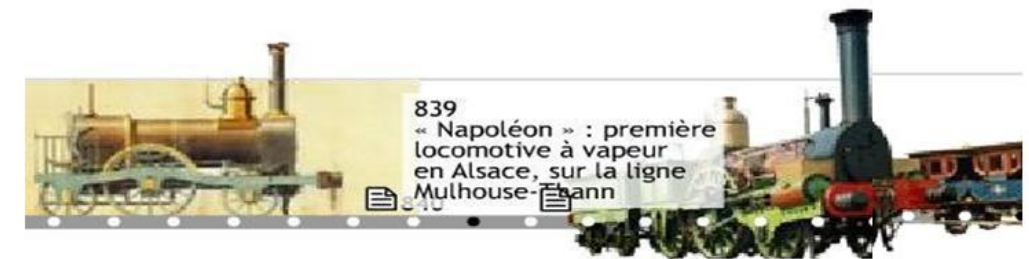 839
« Napoléon » : première
locomotive à vapeur
en Alsace, sur la ligne
Mulhouse-Thann
840